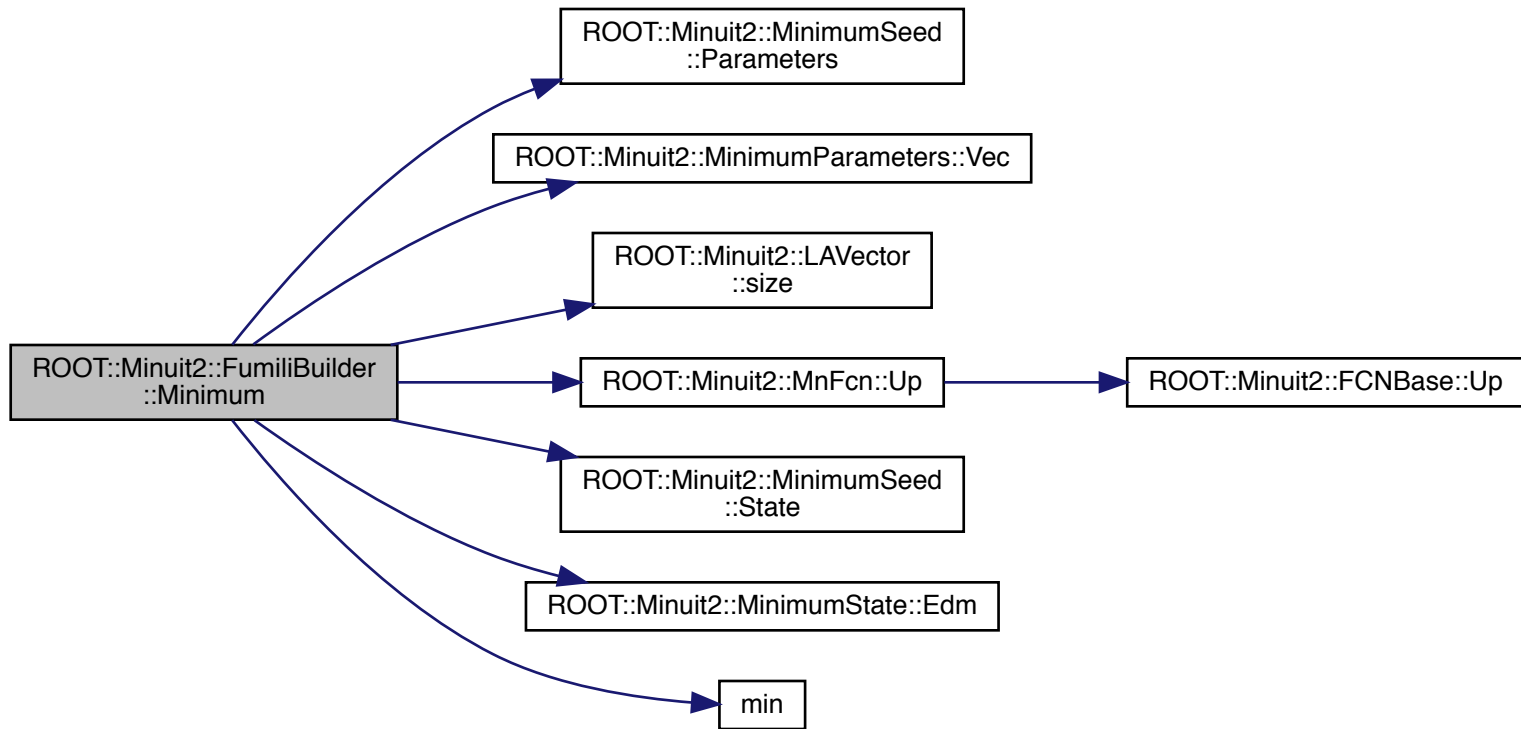 ROOT::Minuit2::MinimumSeed
::Parameters
ROOT::Minuit2::MinimumParameters::Vec
ROOT::Minuit2::LAVector
::size
ROOT::Minuit2::FumiliBuilder
::Minimum
ROOT::Minuit2::MnFcn::Up
ROOT::Minuit2::FCNBase::Up
ROOT::Minuit2::MinimumSeed
::State
ROOT::Minuit2::MinimumState::Edm
min